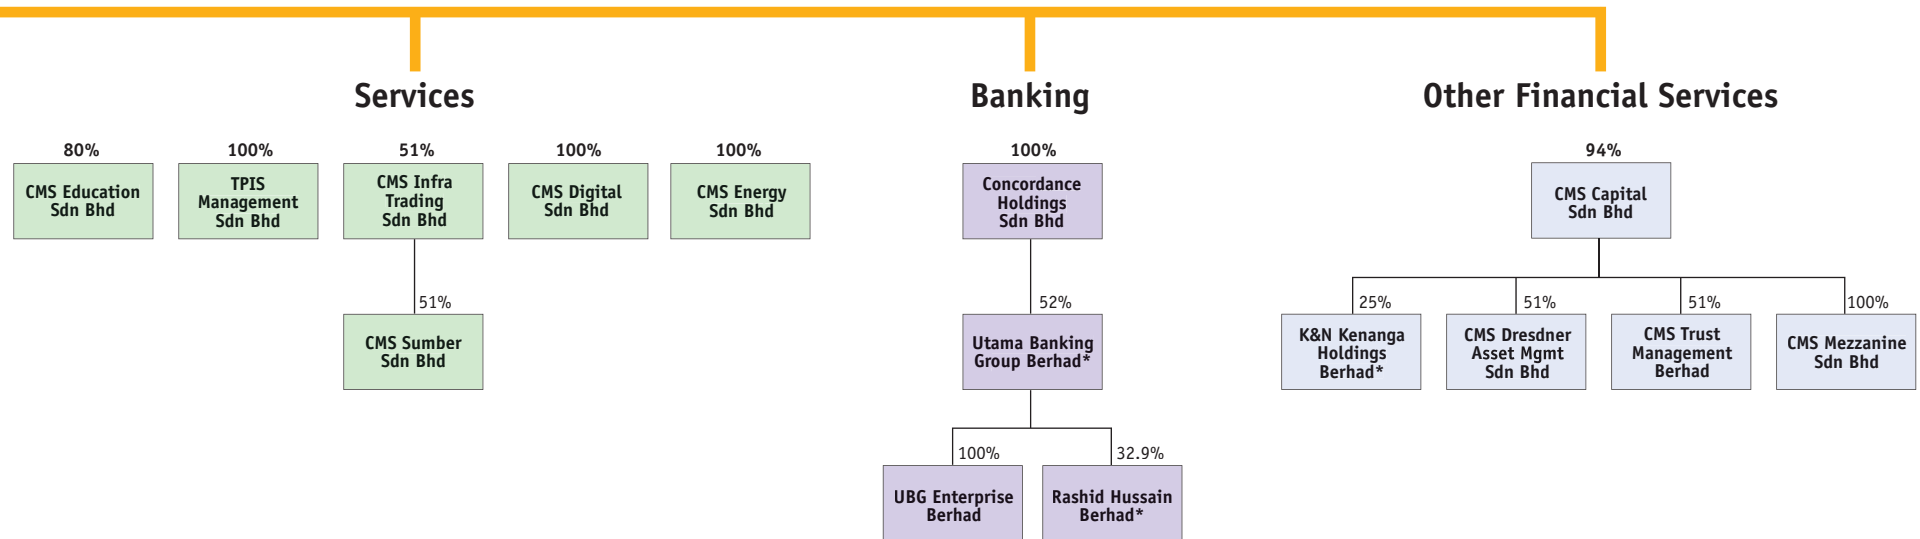 Services
Banking
Other Financial Services
80%
CMS Education
Sdn Bhd
100%
TPIS
Management
Sdn Bhd
51%
CMS Infra
Trading
Sdn Bhd
100%
CMS Digital
Sdn Bhd
100%
CMS Energy
Sdn Bhd
51%
CMS Sumber
Sdn Bhd
100%
Concordance
Holdings
Sdn Bhd
52%
Utama Banking
Group Berhad*
100%
UBG Enterprise
Berhad
32.9%
Rashid Hussain
Berhad*
94%
CMS Capital
Sdn Bhd
25%
K&N Kenanga
Holdings
Berhad*
51%
CMS Dresdner
Asset Mgmt
Sdn Bhd
51%
CMS Trust
Management
Berhad
100%
CMS Mezzanine
Sdn Bhd